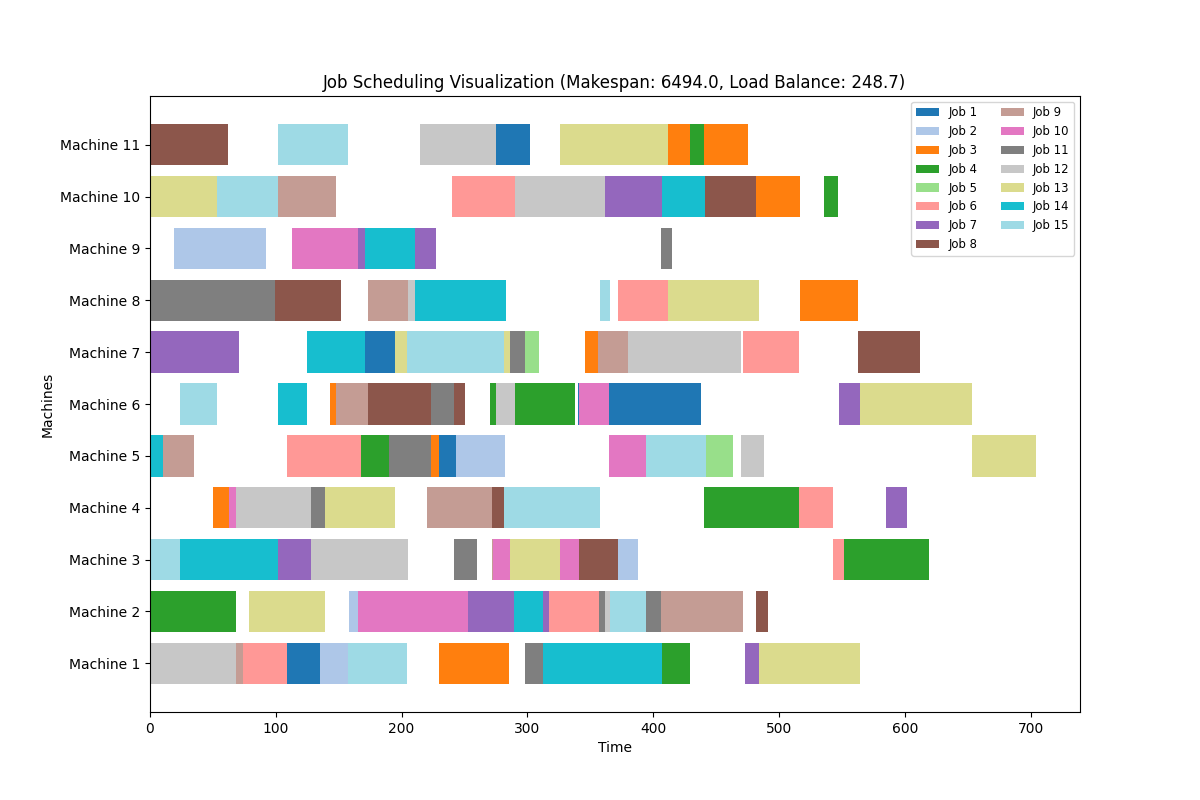 Job Scheduling Visualization (Makespan: 6494.0, Load Balance: 248.7)
Machine 11
Machine 10
Machine 9
Machine 8
Machine 7
Machine 6
Machine 5
Machine 4
Machine 3
Machine 2
Machine 1
Machines
0 100 200 300 400 500 600 700
Time
Job 1
Job 2
Job 3
Job 4
Job 5
Job 6
Job 7
Job 8
Job 9
Job 10
Job 11
Job 12
Job 13
Job 14
Job 15